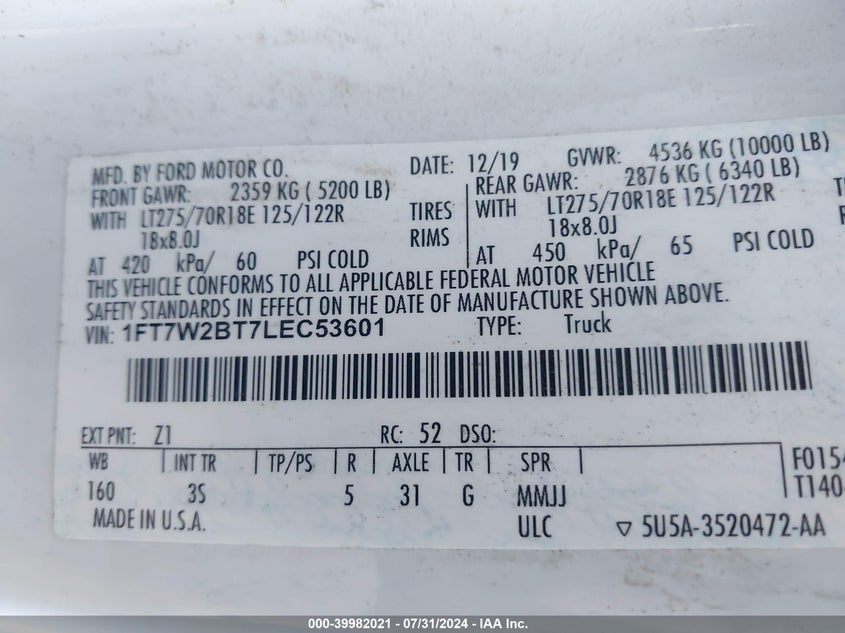 MFD. BY FORD MOTOR CO. DATE: 12/19 GVWR: 4536 KG (10000 LB)
FRONT GAWR: 2359 KG ( 5200 LB) REAR GAWR: 2876 KG ( 6340 LB)
WITH LT275/70R18E 125/122R TIRES WITH LT275/70R18E 125/122R
18x8.0J RIMS 18x8.0J
AT 420 kPa/ 60 PSI COLD AT 450 kPa/ 65 PSI COLD
THIS VEHICLE CONFORMS TO ALL APPLICABLE FEDERAL MOTOR VEHICLE
SAFETY STANDARDS IN EFFECT ON THE DATE OF MANUFACTURE SHOWN ABOVE.
VIN: 1FT7W2BT7LEC53601 TYPE: Truck
EXT PNT: Z1 RC: 52 DSO:
WB INT TR TP/PS R AXLE TR SPR F0154
160 3S 5 31 G MMJJ T140
MADE IN U.S.A. ULC ▽ 5U5A-3520472-AA
000-39982021 - 07/31/2024 - IAA Inc.